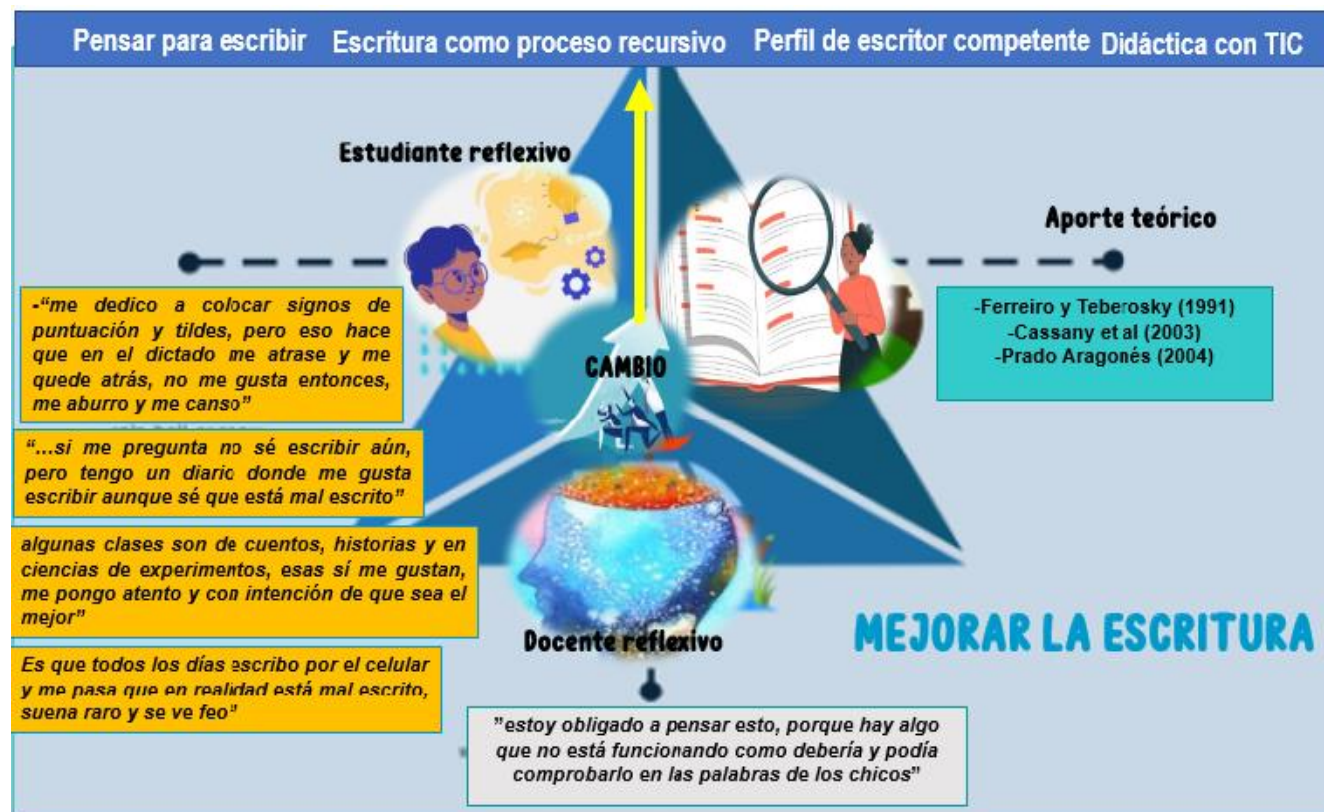 Pensar para escribir Escritura como proceso recursivo Perfil de escritor competente Didáctica con TIC
Estudiante reflexivo
Aporte teórico
-“me dedico a colocar signos de
puntuación y tildes, pero eso hace
que en el dictado me atrase y me
quede atrás, no me gusta entonces,
me aburro y me canso”
“…si me pregunta no sé escribir aún,
pero tengo un diario donde me gusta
escribir aunque sé que está mal escrito”
algunas clases son de cuentos, historias y en
ciencias de experimentos, esas sí me gustan,
me pongo atento y con intención de que sea el
mejor”
Es que todos los días escribo por el celular
y me pasa que en realidad está mal escrito,
suena raro y se ve feo”
CAMBIO
-Ferreiro y Teberosky (1991)
-Cassany et al (2003)
-Prado Aragonés (2004)
Docente reflexivo
MEJORAR LA ESCRITURA
”estoy obligado a pensar esto, porque hay algo
que no está funcionando como debería y podía
comprobarlo en las palabras de los chicos”